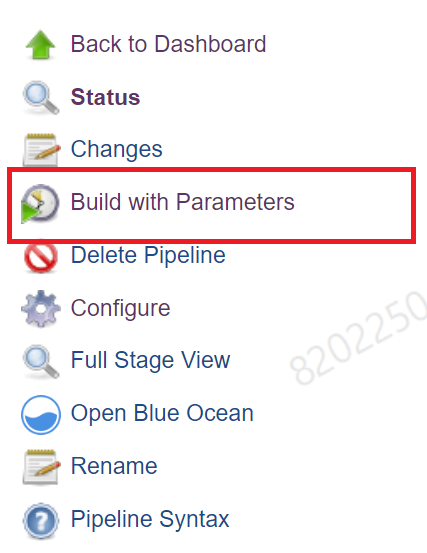 Back to Dashboard
Status
Changes
Build with Parameters
Delete Pipeline
Configure
Full Stage View
8202250
Open Blue Ocean
Rename
Pipeline Syntax